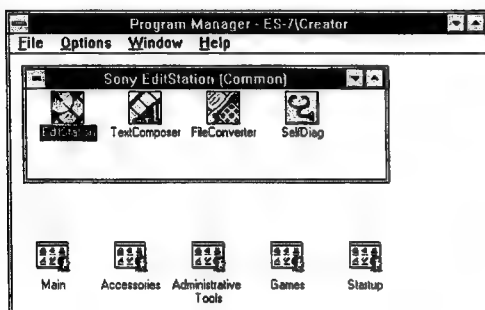 Program Manager - ES-7\Creator
File Options Window Help
Sony EditStation (Common)
EditStation TextComposer FileConverter SelfDiag
Main Accessories Administrative Tools Games Startup